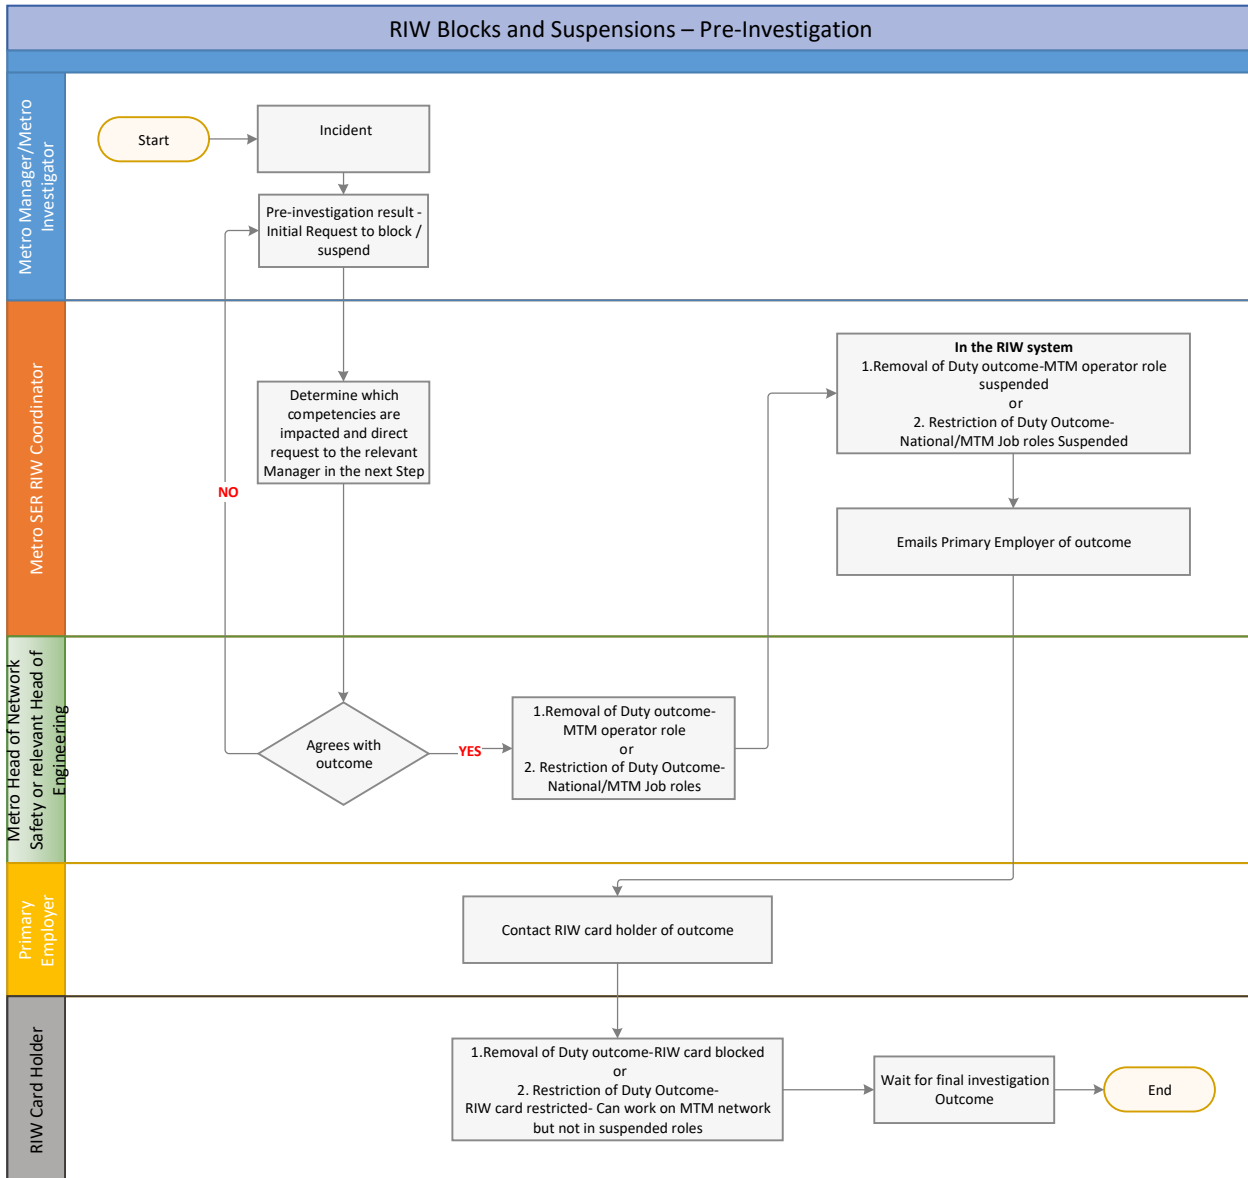 RIW Blocks and Suspensions – Pre-Investigation
Metro Manager/Metro
Investigator
Start
Incident
Pre-investigation result -
Initial Request to block /
suspend
Metro SER RIW Coordinator
Determine which
competencies are
impacted and direct
request to the relevant
Manager in the next Step
NO
In the RIW system
1.Removal of Duty outcome-MTM operator role
suspended
or
2. Restriction of Duty Outcome-
National/MTM Job roles Suspended
Emails Primary Employer of outcome
Metro Head of Network
Safety or relevant Head of
Engineering
Agrees with
outcome
YES
1.Removal of Duty outcome-
MTM operator role
or
2. Restriction of Duty Outcome-
National/MTM Job roles
Primary
Employer
Contact RIW card holder of outcome
RIW Card Holder
1.Removal of Duty outcome-RIW card blocked
or
2. Restriction of Duty Outcome-
RIW card restricted- Can work on MTM network
but not in suspended roles
Wait for final investigation
Outcome
End